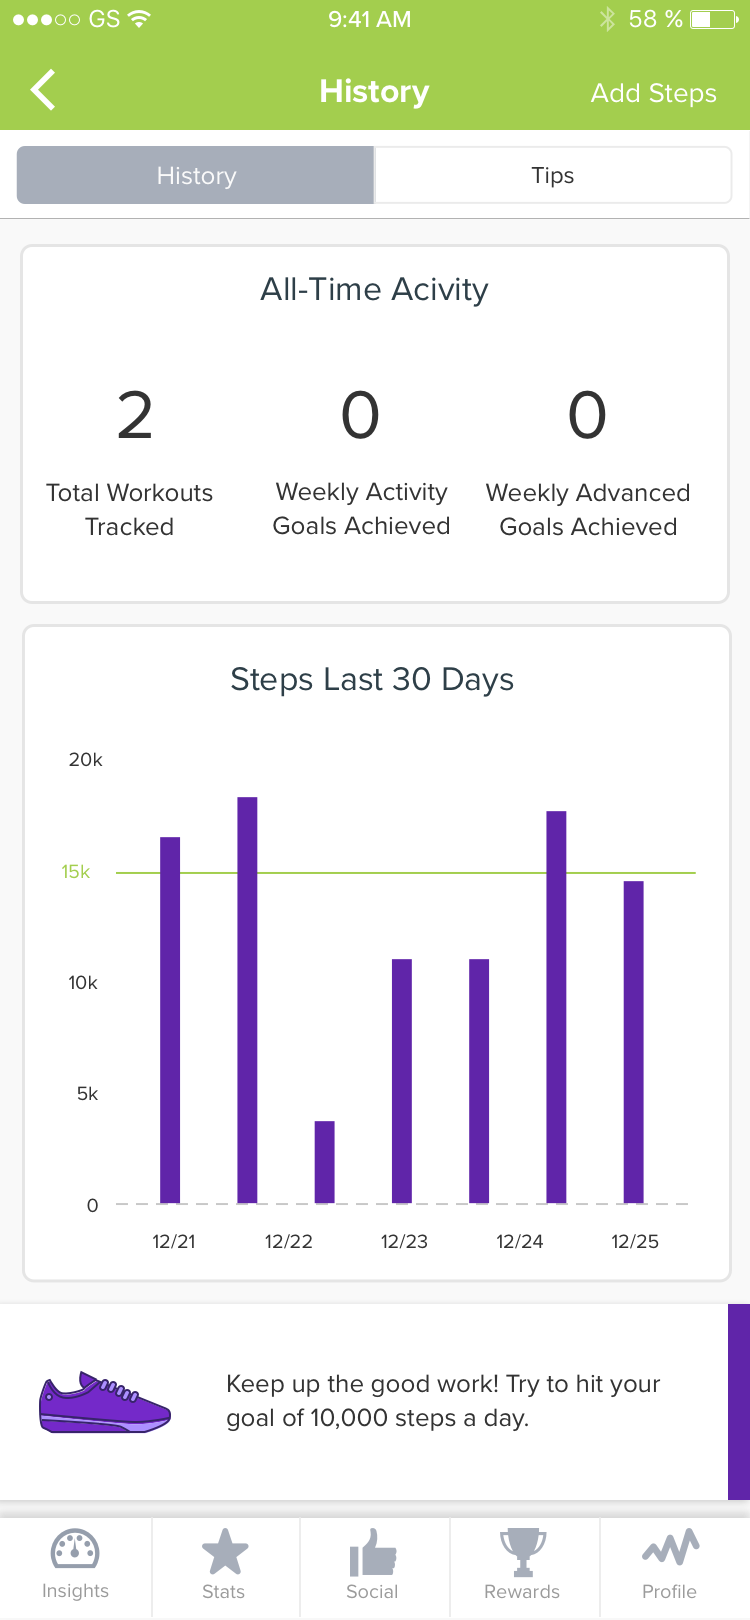 GS 9:41 AM 58 %
History Add Steps
History Tips
All-Time Acivity
2 0 0
Total Workouts Weekly Activity Weekly Advanced
Tracked Goals Achieved Goals Achieved
Steps Last 30 Days
20k
15k
10k
5k
0
12/21 12/22 12/23 12/24 12/25
Keep up the good work! Try to hit your
goal of 10,000 steps a day.
Insights Stats Social Rewards Profile